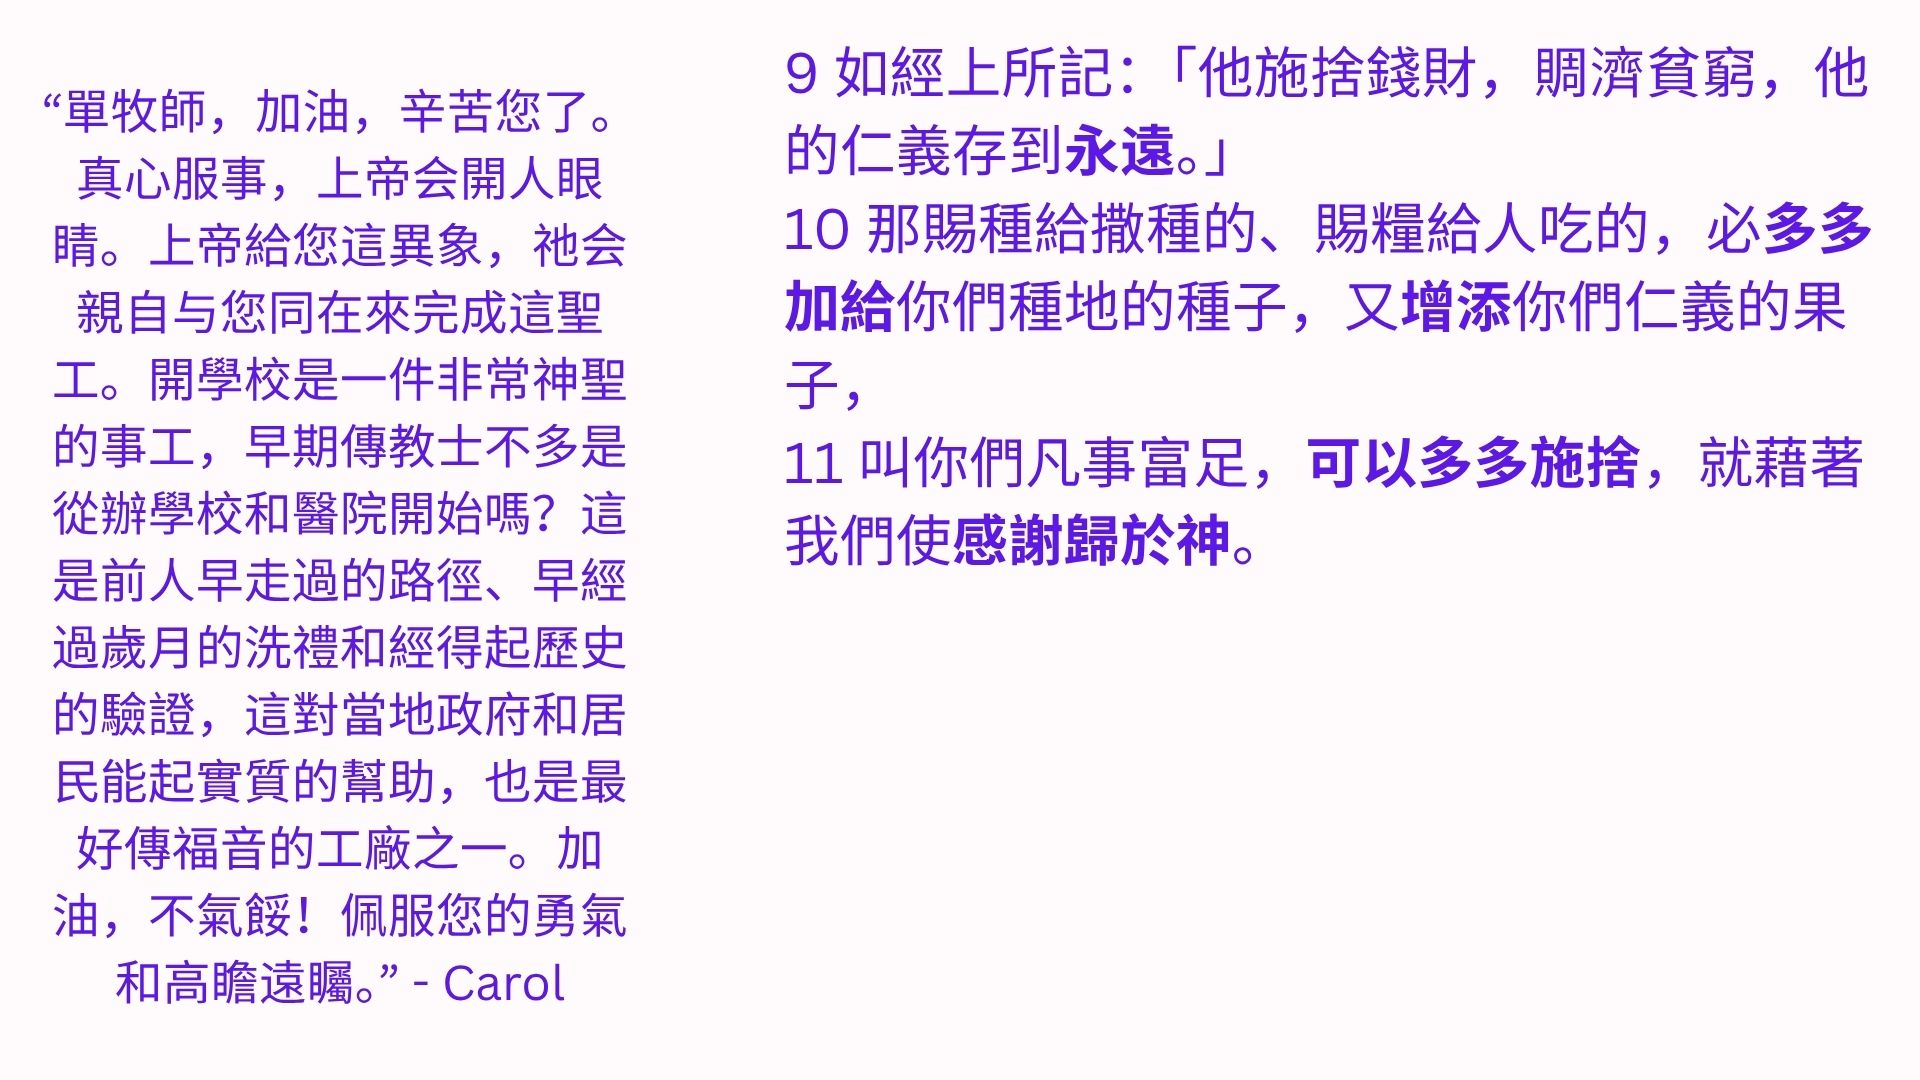 “單牧師，加油，辛苦您了。
真心服事，上帝会開人眼
睛。上帝給您這異象，祂会
親自与您同在來完成這聖
工。開學校是一件非常神聖
的事工，早期傳教士不多是
從辦學校和醫院開始嗎？這
是前人早走過的路徑、早經
過歲月的洗禮和經得起歷史
的驗證，這對當地政府和居
民能起實質的幫助，也是最
好傳福音的工廠之一。加
油，不氣餒！佩服您的勇氣
和高瞻遠矚。” - Carol
9 如經上所記：「他施捨錢財，賙濟貧窮，他
的仁義存到永遠。」
10 那賜種給撒種的、賜糧給人吃的，必多多
加給你們種地的種子，又增添你們仁義的果
子，
11 叫你們凡事富足，可以多多施捨，就藉著
我們使感謝歸於神。